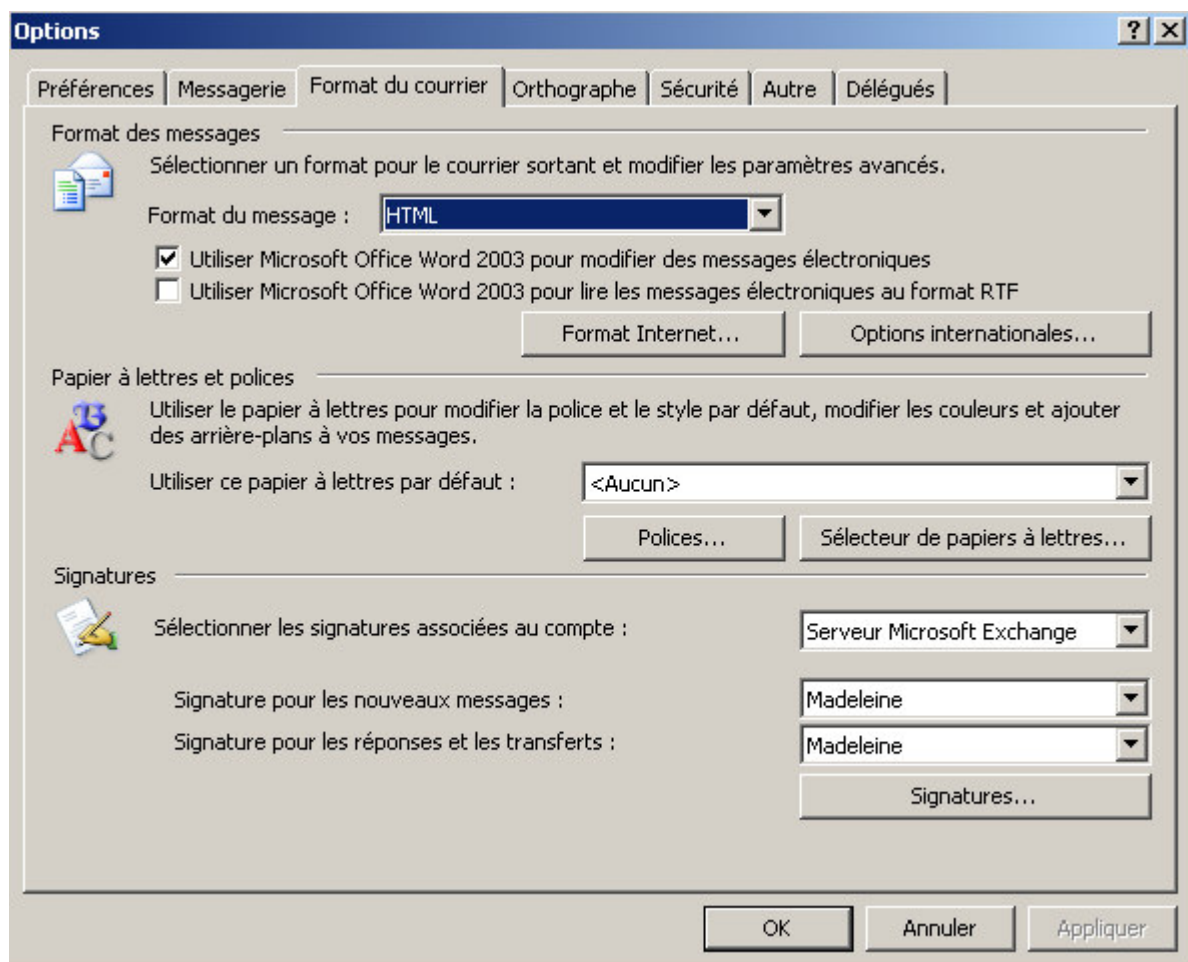 Options
Préférences Messagerie Format du courrier Orthographe Sécurité Autre Délégués
Format des messages
Sélectionner un format pour le courrier sortant et modifier les paramètres avancés.
Format du message : HTML
Utiliser Microsoft Office Word 2003 pour modifier des messages électroniques
Utiliser Microsoft Office Word 2003 pour lire les messages électroniques au format RTF
Format Internet... Options internationales...
Papier à lettres et polices
Utiliser le papier à lettres pour modifier la police et le style par défaut, modifier les couleurs et ajouter
des arrière-plans à vos messages.
Utiliser ce papier à lettres par défaut : <Aucun>
Polices... Sélecteur de papiers à lettres...
Signatures
Sélectionner les signatures associées au compte : Serveur Microsoft Exchange
Signature pour les nouveaux messages : Madeleine
Signature pour les réponses et les transferts : Madeleine
Signatures...
OK Annuler Appliquer